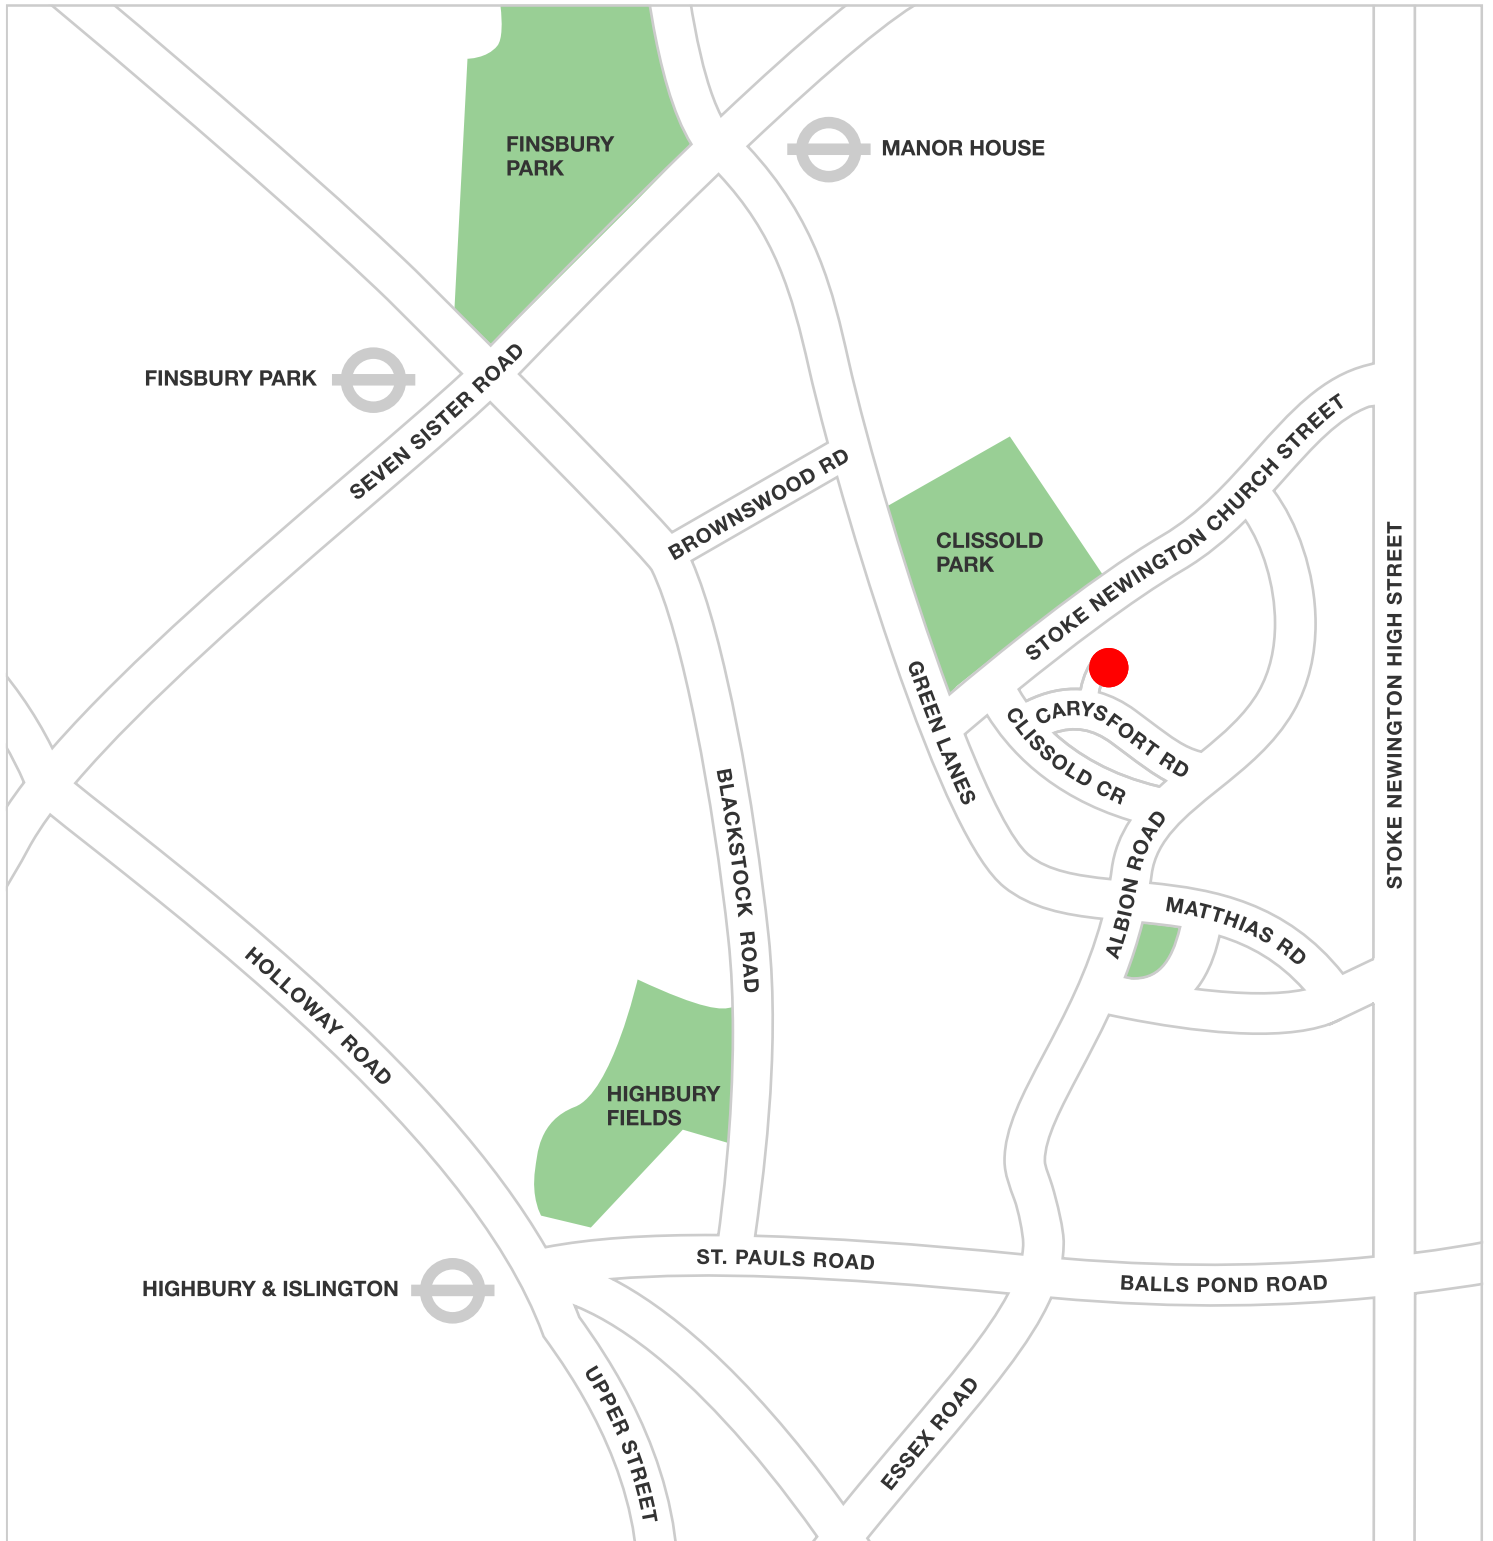 FINSBURY
PARK
MANOR HOUSE
FINSBURY PARK
SEVEN SISTER ROAD
BROWNSWOOD RD
CLISSOLD
PARK
STOKE NEWINGTON CHURCH STREET
STOKE NEWINGTON HIGH STREET
GREEN LANES
CARYSFORT RD
CLISSOLD CR
BLACKSTOCK ROAD
ALBION ROAD
MATTHIAS RD
HOLLOWAY ROAD
HIGHBURY
FIELDS
ST. PAULS ROAD
BALLS POND ROAD
HIGHBURY & ISLINGTON
UPPER STREET
ESSEX ROAD